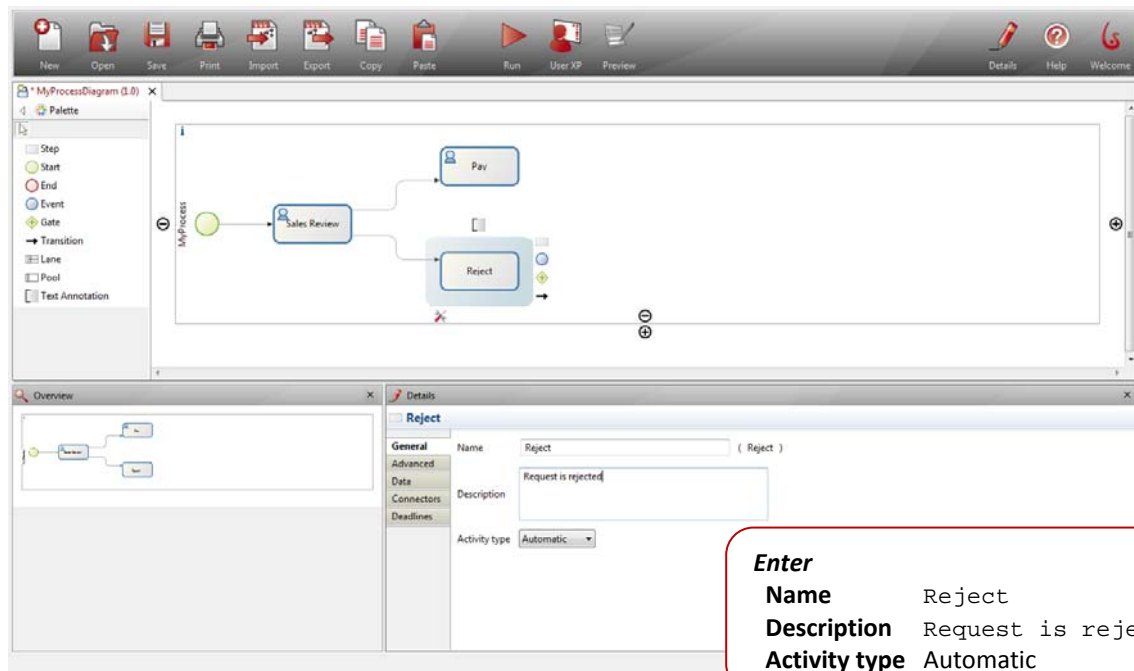 New Open Save Print Import Export Copy Paste Run User XP Preview Details Help Welcome
* MyProcessDiagram (1.0)
Palette
Step
Start
End
Event
Gate
Transition
Lane
Pool
Text Annotation
MyProcess
Pay
Sales Review
Reject
Overview
Details
Reject
General
Advanced
Data
Connectors
Deadlines
Name Reject ( Reject )
Description Request is rejected
Activity type Automatic
Enter
Name Reject
Description Request is reje
Activity type Automatic